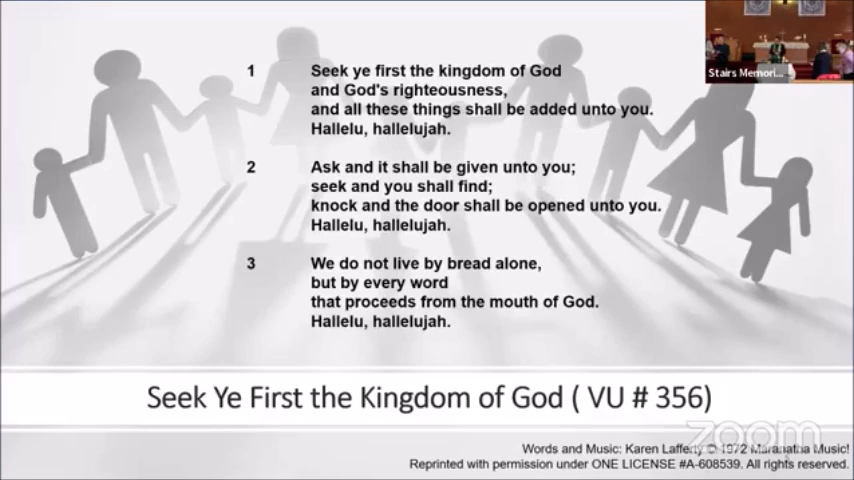 Stairs Memori...
1 Seek ye first the kingdom of God
and God's righteousness,
and all these things shall be added unto you.
Hallelu, hallelujah.
2 Ask and it shall be given unto you;
seek and you shall find;
knock and the door shall be opened unto you.
Hallelu, hallelujah.
3 We do not live by bread alone,
but by every word
that proceeds from the mouth of God.
Hallelu, hallelujah.
Seek Ye First the Kingdom of God ( VU # 356)
zoom
Words and Music: Karen Lafferty © 1972 Maranatha Music!
Reprinted with permission under ONE LICENSE #A-608539. All rights reserved.